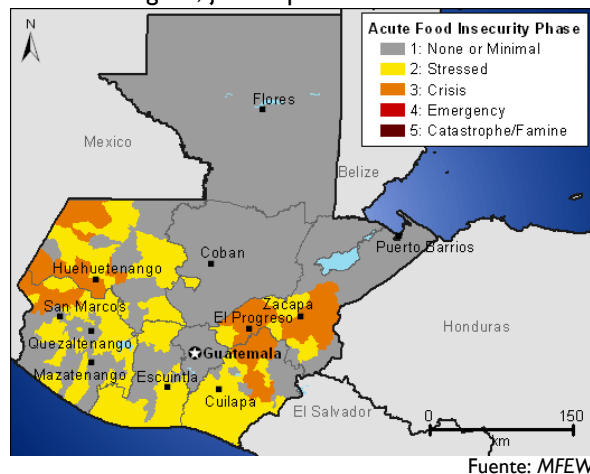 N
Acute Food Insecurity Phase
1: None or Minimal
2: Stressed
3: Crisis
4: Emergency
5: Catastrophe/Famine
Flores
Mexico
Belize
Puerto Barrios
Coban
Huehuetenango
Zacapa
San Marcos
El Progreso
Honduras
Quezaltenango
Guatemala
Mazatenango
Escuintla
Cuilapa
El Salvador
0 150
km
Fuente: MFEW